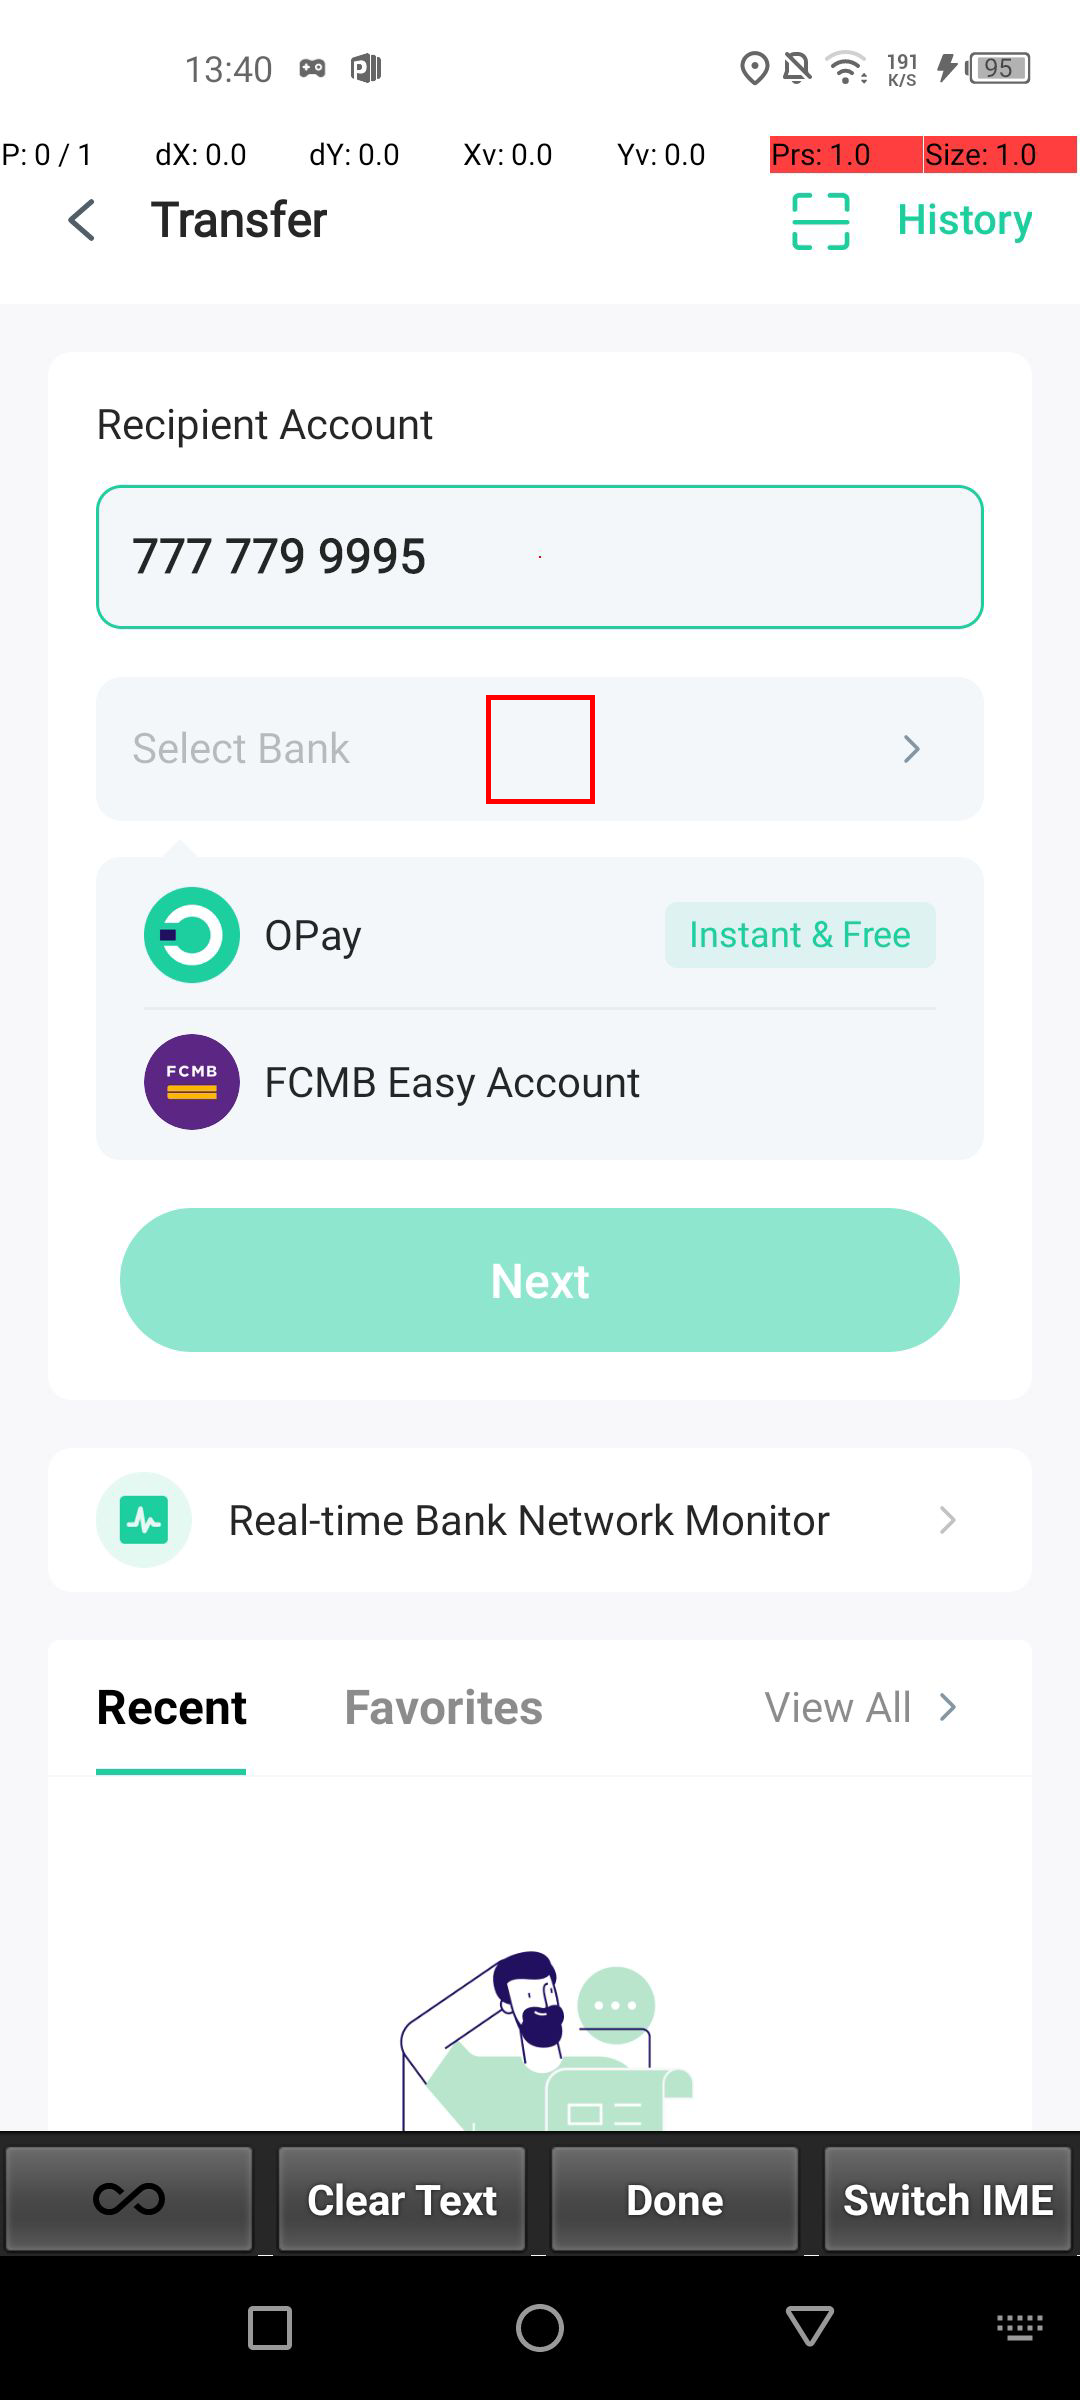 13:40 191 K/S 95
P: 0 / 1 dX: 0.0 dY: 0.0 Xv: 0.0 Yv: 0.0 Prs: 1.0 Size: 1.0
Transfer History
Recipient Account
777 779 9995
Select Bank
OPay Instant & Free
FCMB FCMB Easy Account
Next
Real-time Bank Network Monitor
Recent Favorites View All
Clear Text Done Switch IME